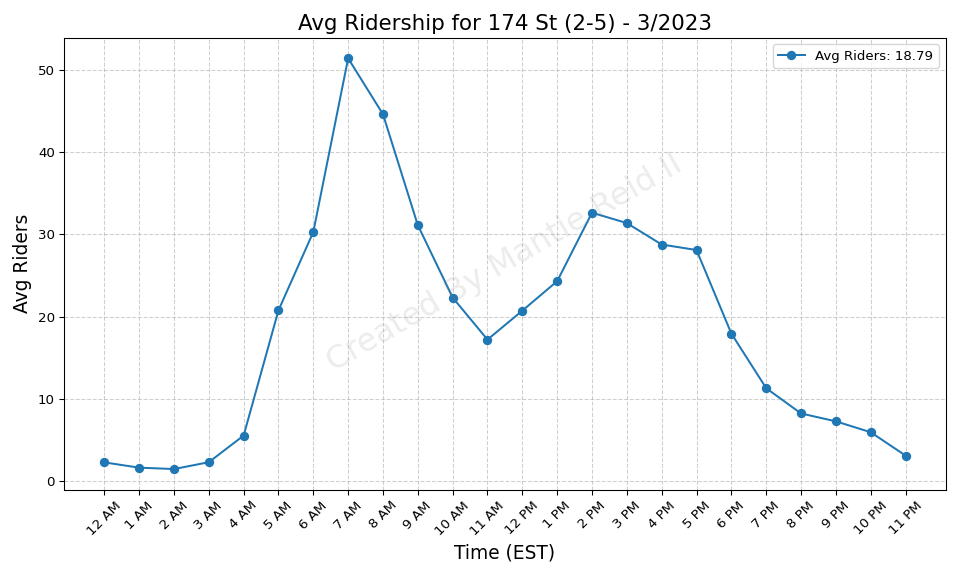 Avg Ridership for 174 St (2-5) - 3/2023
Avg Riders: 18.79
Avg Riders
50
40
30
20
10
0
Created By Mantie Reid II
12 AM
1 AM
2 AM
3 AM
4 AM
5 AM
6 AM
7 AM
8 AM
9 AM
10 AM
11 AM
12 PM
1 PM
2 PM
3 PM
4 PM
5 PM
6 PM
7 PM
8 PM
9 PM
10 PM
11 PM
Time (EST)